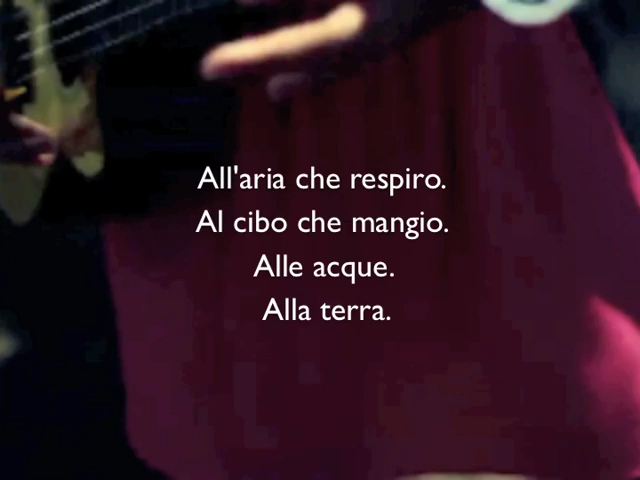 All'aria che respiro.
Al cibo che mangio.
Alle acque.
Alla terra.